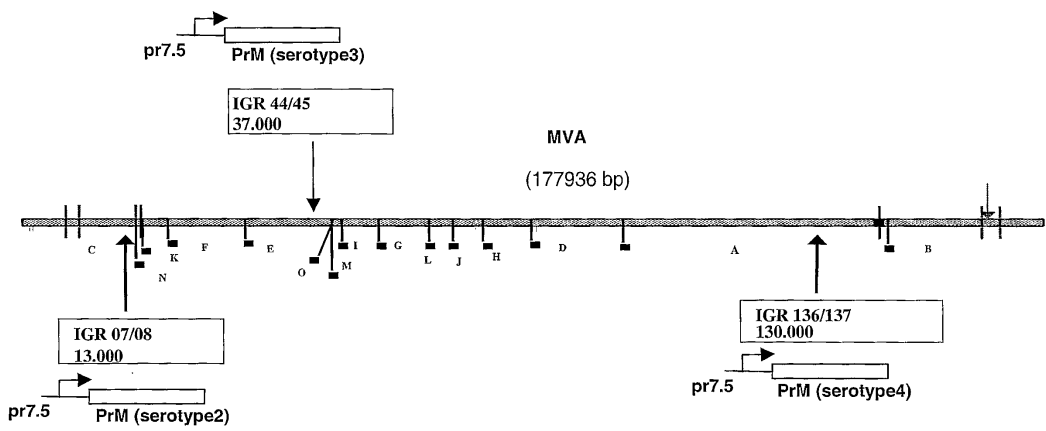 pr7.5
PrM (serotype3)
IGR 44/45
37.000
MVA
(177936 bp)
C
N
K
F
E
O
M
I
G
L
J
H
D
A
B
IGR 07/08
13.000
pr7.5
PrM (serotype2)
IGR 136/137
130.000
pr7.5
PrM (serotype4)